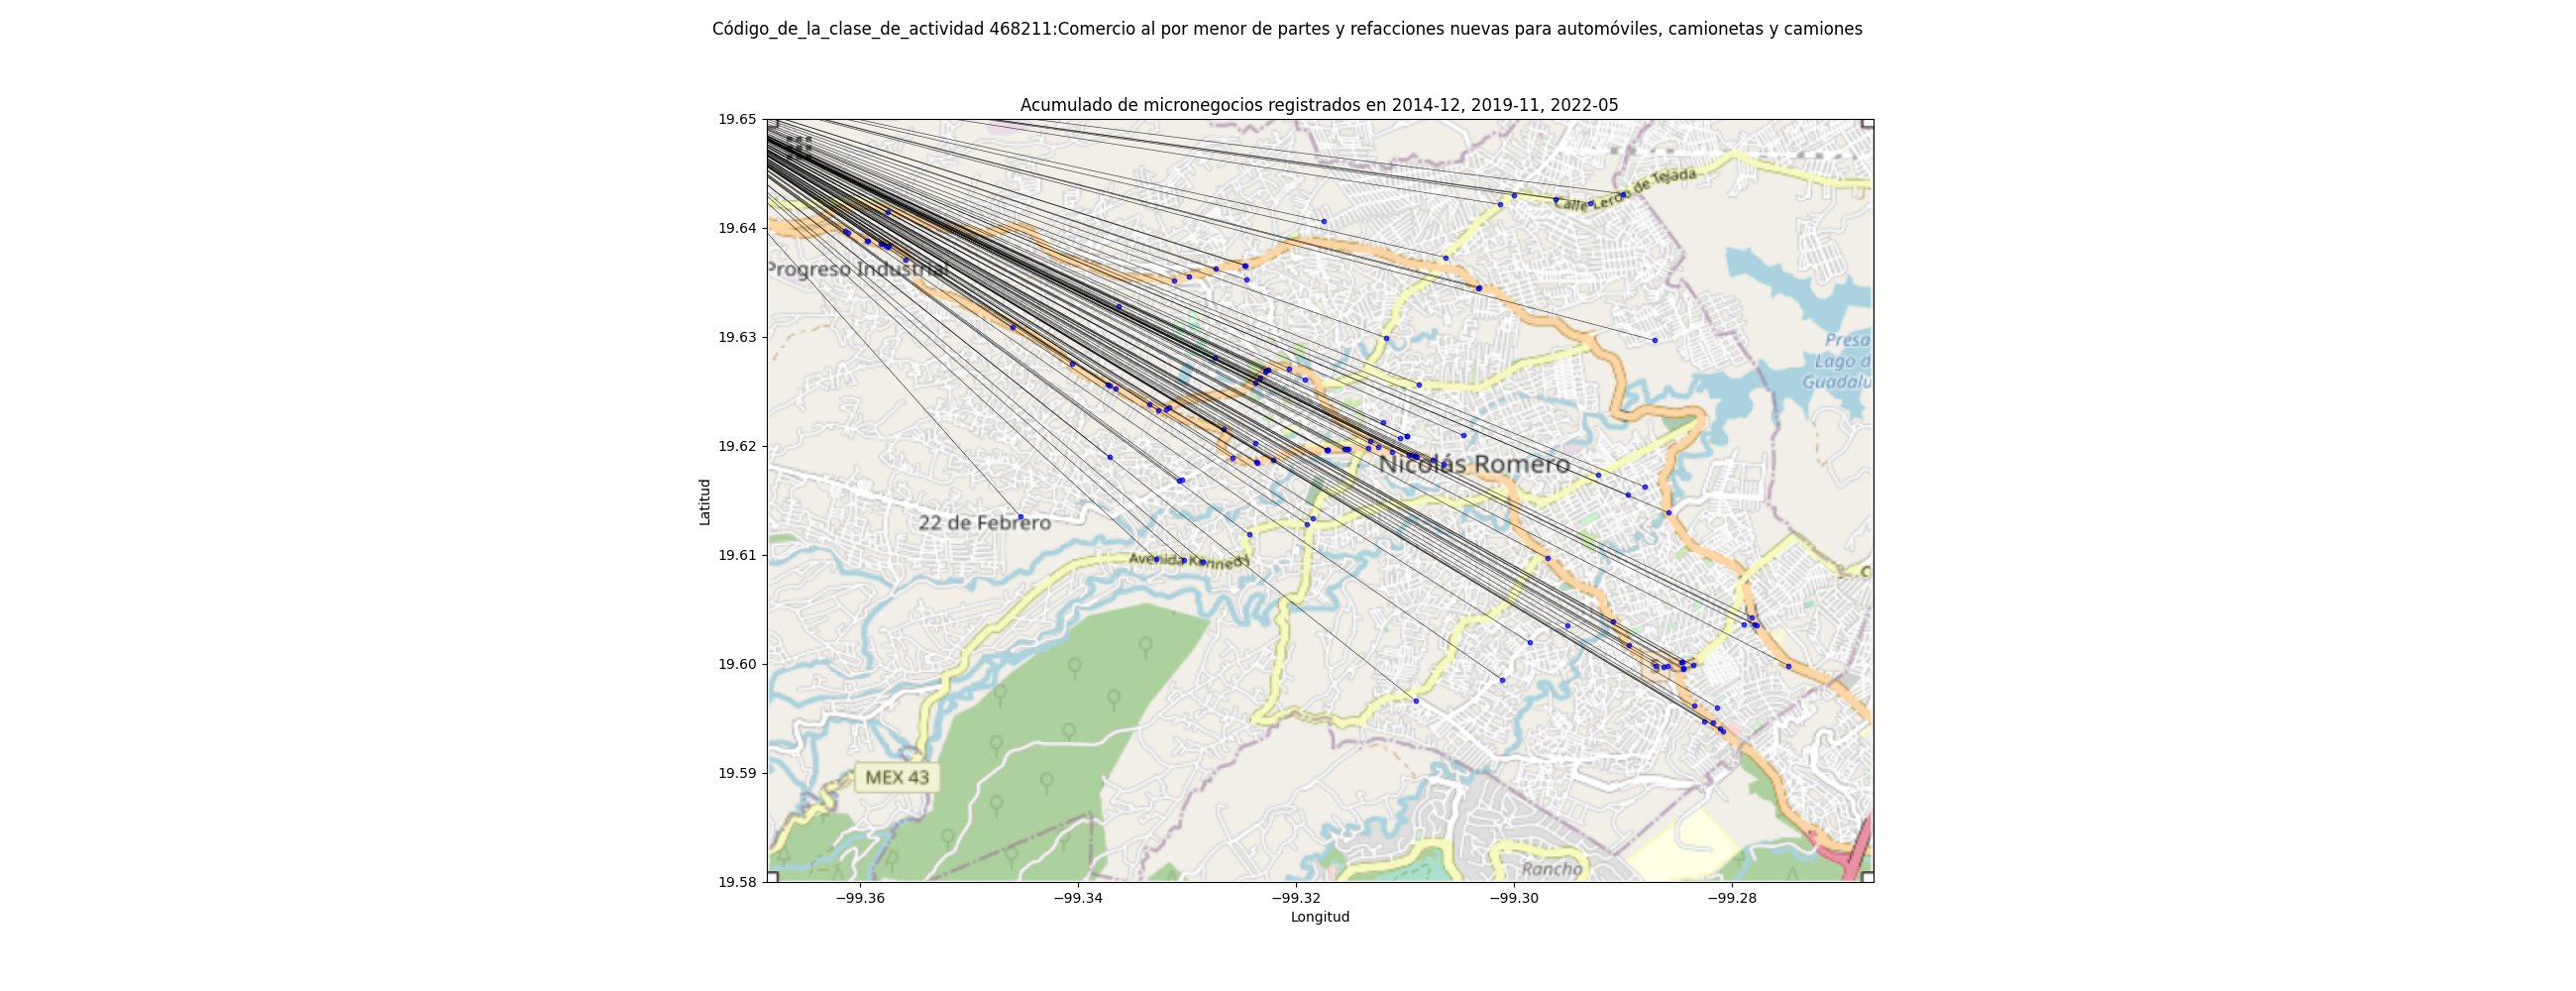 Código_de_la_clase_de_actividad 468211:Comercio al por menor de partes y refacciones nuevas para automóviles, camionetas y camiones
Acumulado de micronegocios registrados en 2014-12, 2019-11, 2022-05
19.65
19.64
19.63
19.62
19.61
19.60
19.59
19.58
Latitud
Calle Lerdo de Tejada
Progreso Industrial
Presa
Lago d
Guadalu
Nicolás Romero
22 de Febrero
Avenida Kennedy
C
MEX 43
Rancho
−99.36
−99.34
−99.32
−99.30
−99.28
Longitud